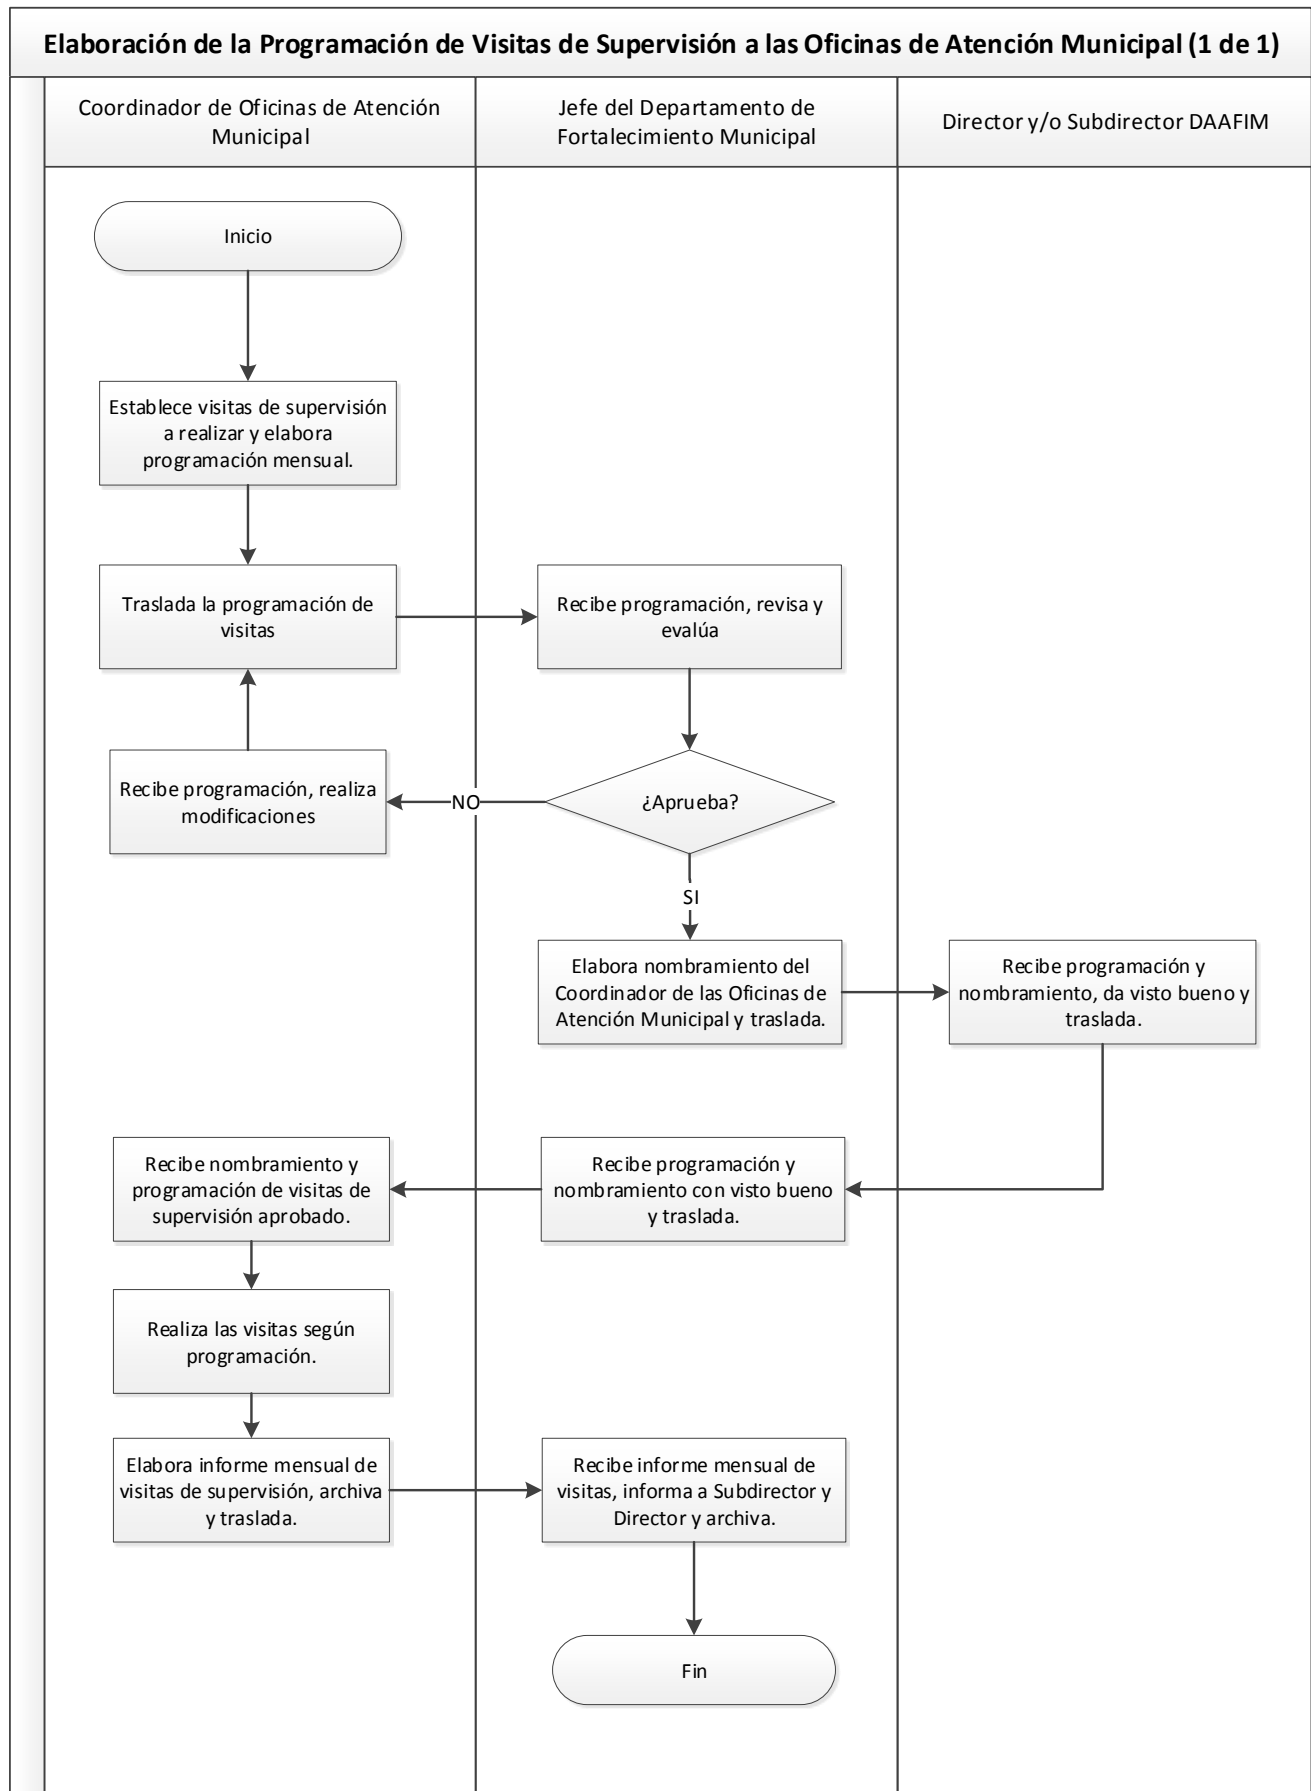 Elaboración de la Programación de Visitas de Supervisión a las Oficinas de Atención Municipal (1 de 1)
Coordinador de Oficinas de Atención
Municipal
Jefe del Departamento de
Fortalecimiento Municipal
Director y/o Subdirector DAAFIM
Inicio
Establece visitas de supervisión
a realizar y elabora
programación mensual.
Traslada la programación de
visitas
Recibe programación, revisa y
evalúa
Recibe programación, realiza
modificaciones
NO
¿Aprueba?
SI
Elabora nombramiento del
Coordinador de las Oficinas de
Atención Municipal y traslada.
Recibe programación y
nombramiento, da visto bueno y
traslada.
Recibe nombramiento y
programación de visitas de
supervisión aprobado.
Recibe programación y
nombramiento con visto bueno
y traslada.
Realiza las visitas según
programación.
Elabora informe mensual de
visitas de supervisión, archiva
y traslada.
Recibe informe mensual de
visitas, informa a Subdirector y
Director y archiva.
Fin